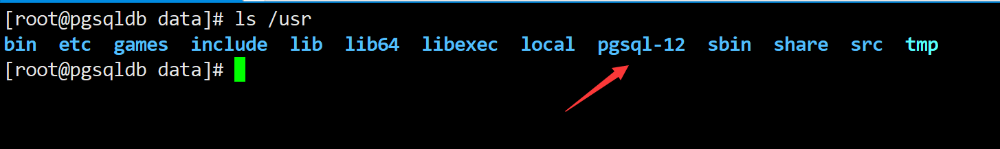 [root@pgsqldb data]# ls /usr
bin  etc  games  include  lib  lib64  libexec  local  pgsql-12  sbin  share  src  tmp
[root@pgsqldb data]#